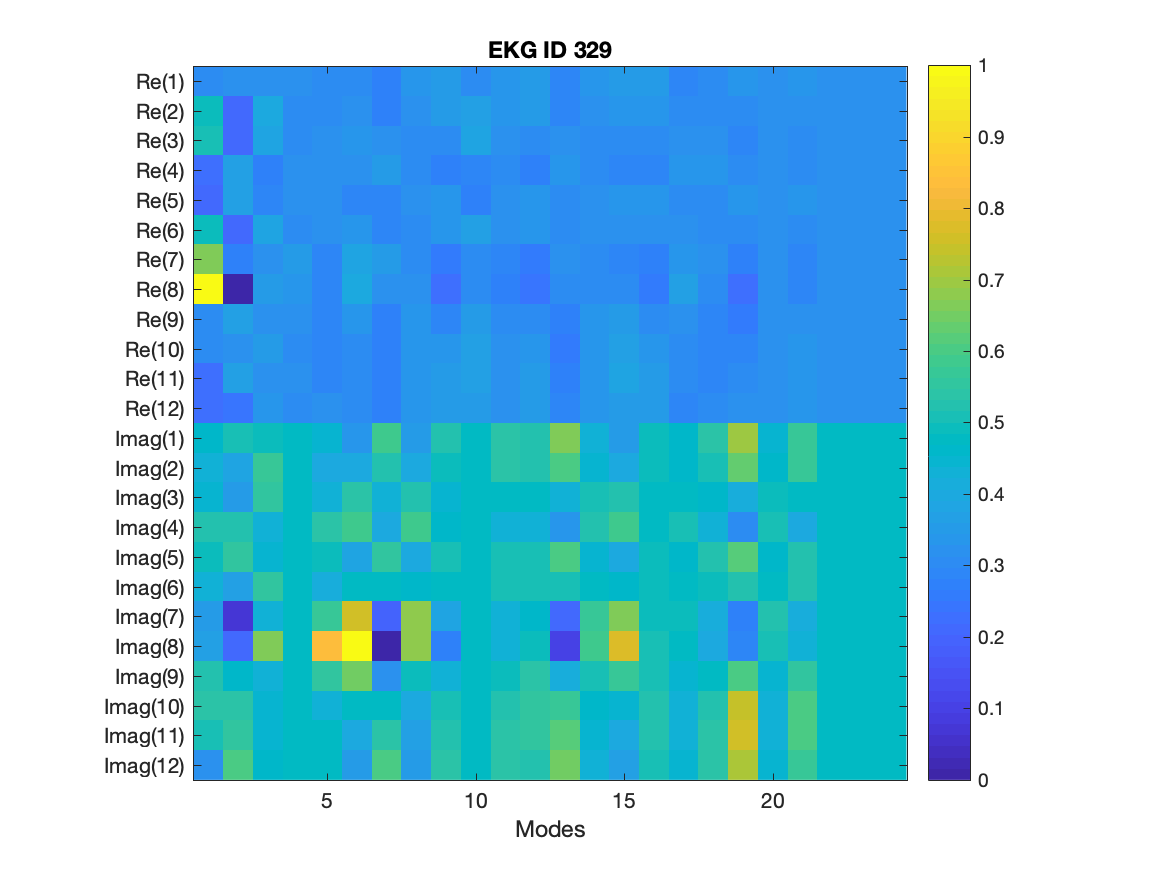 EKG ID 329
Re(1)
Re(2)
Re(3)
Re(4)
Re(5)
Re(6)
Re(7)
Re(8)
Re(9)
Re(10)
Re(11)
Re(12)
Imag(1)
Imag(2)
Imag(3)
Imag(4)
Imag(5)
Imag(6)
Imag(7)
Imag(8)
Imag(9)
Imag(10)
Imag(11)
Imag(12)
5 10 15 20
Modes
1
0.9
0.8
0.7
0.6
0.5
0.4
0.3
0.2
0.1
0